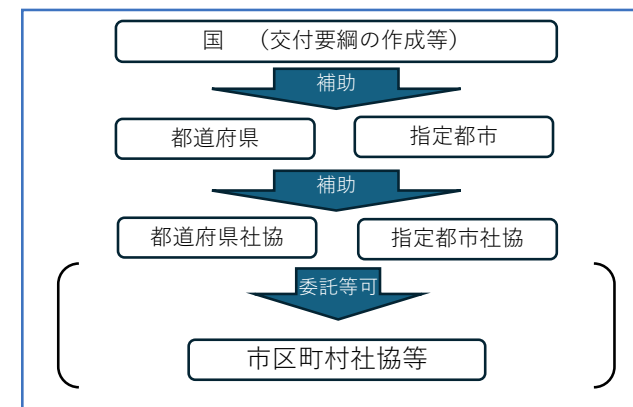 国　（交付要綱の作成等）
補助
都道府県
指定都市
補助
都道府県社協
指定都市社協
委託等可
市区町村社協等